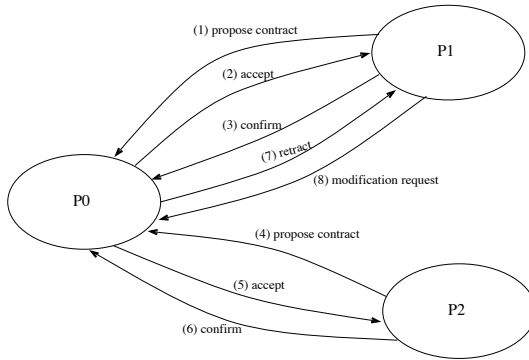 (1) propose contract
P1
(2) accept
(3) confirm
(7) retract
(8) modification request
P0
(4) propose contract
(5) accept
P2
(6) confirm